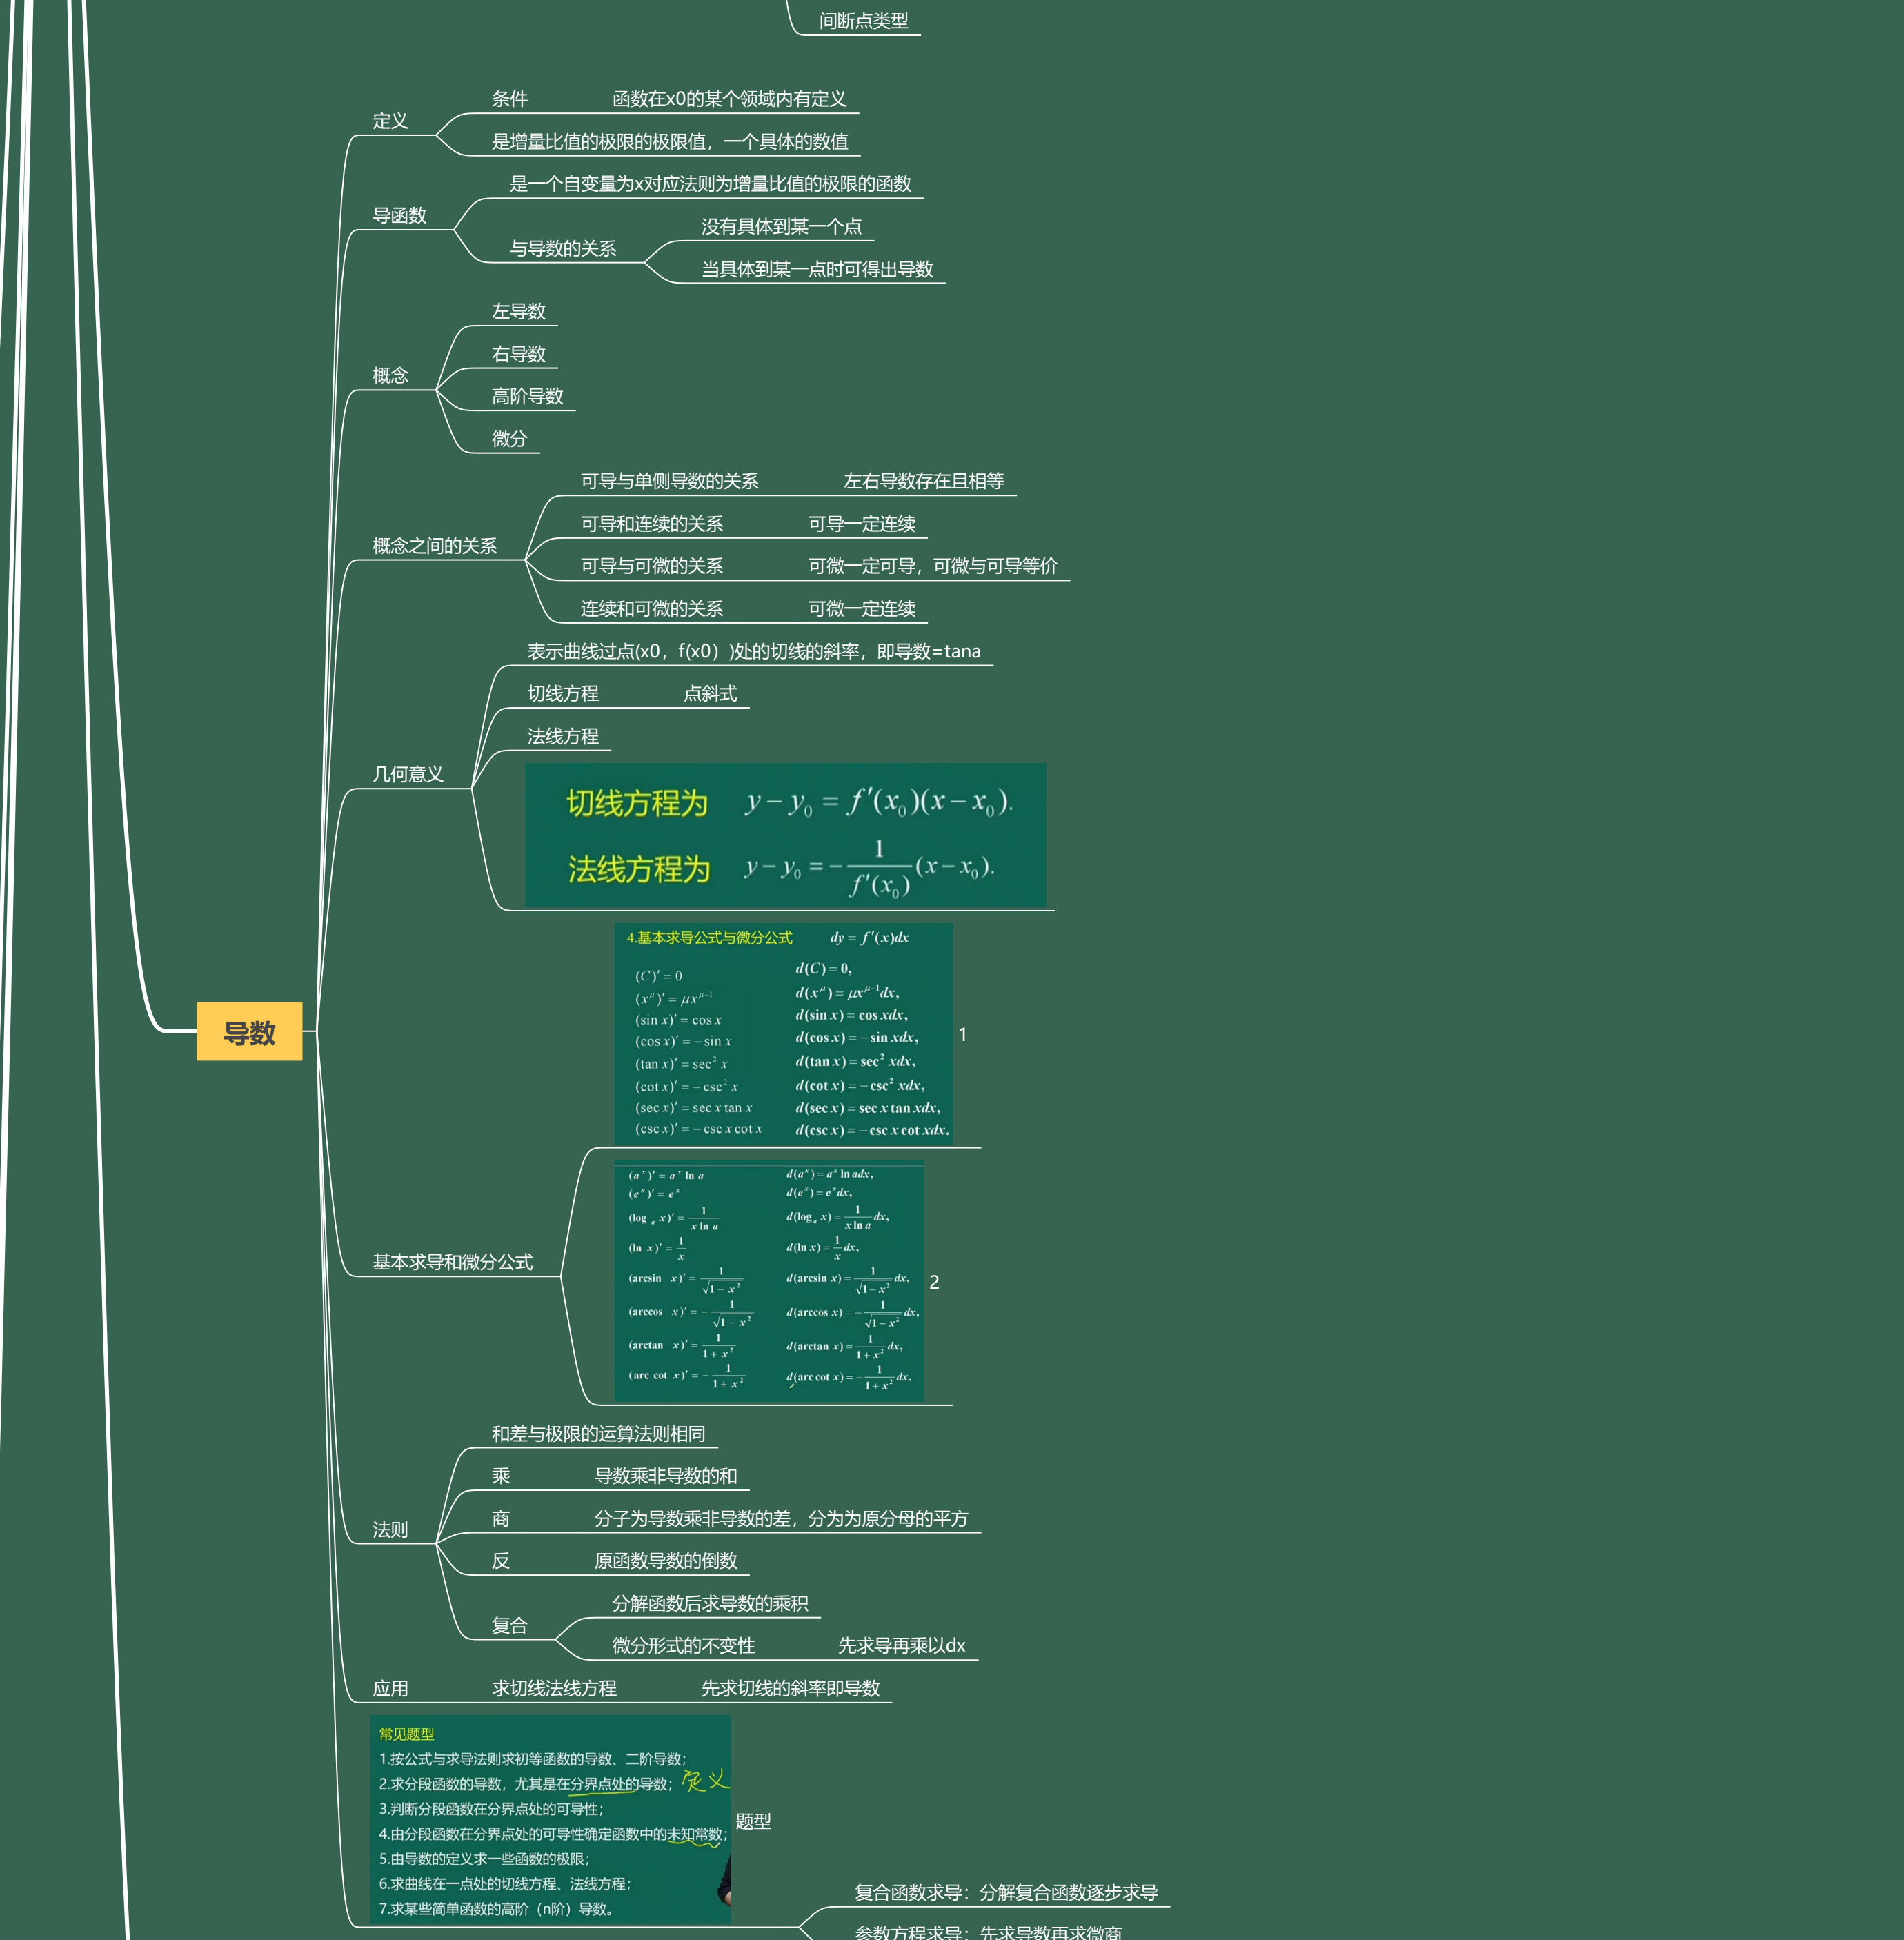 间断点类型
定义
条件
函数在x0的某个领域内有定义
是增量比值的极限的极限值，一个具体的数值
导函数
是一个自变量为x对应法则为增量比值的极限的函数
与导数的关系
没有具体到某一个点
当具体到某一点时可得出导数
概念
左导数
右导数
高阶导数
微分
概念之间的关系
可导与单侧导数的关系
左右导数存在且相等
可导和连续的关系
可导一定连续
可导与可微的关系
可微一定可导，可微与可导等价
连续和可微的关系
可微一定连续
几何意义
表示曲线过点(x0，f(x0）)处的切线的斜率，即导数=tana
切线方程
点斜式
法线方程
切线方程为 y−y₀=f′(x₀)(x−x₀).
法线方程为 y−y₀=−1/f′(x₀)(x−x₀).
导数
基本求导和微分公式
4.基本求导公式与微分公式 dy=f′(x)dx
(C)′=0 d(C)=0,
(x^μ)′=μx^(μ−1) d(x^μ)=μx^(μ−1)dx,
(sin x)′=cos x d(sin x)=cos xdx,
(cos x)′=−sin x d(cos x)=−sin xdx,
(tan x)′=sec² x d(tan x)=sec² xdx,
(cot x)′=−csc² x d(cot x)=−csc² xdx,
(sec x)′=sec x tan x d(sec x)=sec x tan xdx,
(csc x)′=−csc x cot x d(csc x)=−csc x cot xdx.
1
(a^x)′=a^x ln a d(a^x)=a^x ln adx,
(e^x)′=e^x d(e^x)=e^x dx,
(log_a x)′=1/(x ln a) d(log_a x)=1/(x ln a)dx,
(ln x)′=1/x d(ln x)=1/x dx,
(arcsin x)′=1/√(1−x²) d(arcsin x)=1/√(1−x²)dx,
(arccos x)′=−1/√(1−x²) d(arccos x)=−1/√(1−x²)dx,
(arctan x)′=1/(1+x²) d(arctan x)=1/(1+x²)dx,
(arc cot x)′=−1/(1+x²) d(arc cot x)=−1/(1+x²)dx.
2
法则
和差与极限的运算法则相同
乘
导数乘非导数的和
商
分子为导数乘非导数的差，分为为原分母的平方
反
原函数导数的倒数
复合
分解函数后求导数的乘积
微分形式的不变性
先求导再乘以dx
应用
求切线法线方程
先求切线的斜率即导数
常见题型
1.按公式与求导法则求初等函数的导数、二阶导数；
2.求分段函数的导数，尤其是在分界点处的导数； 定义
3.判断分段函数在分界点处的可导性；
4.由分段函数在分界点处的可导性确定函数中的未知常数；
5.由导数的定义求一些函数的极限；
6.求曲线在一点处的切线方程、法线方程；
7.求某些简单函数的高阶（n阶）导数。
题型
复合函数求导：分解复合函数逐步求导
参数方程求导：先求导数再求微商